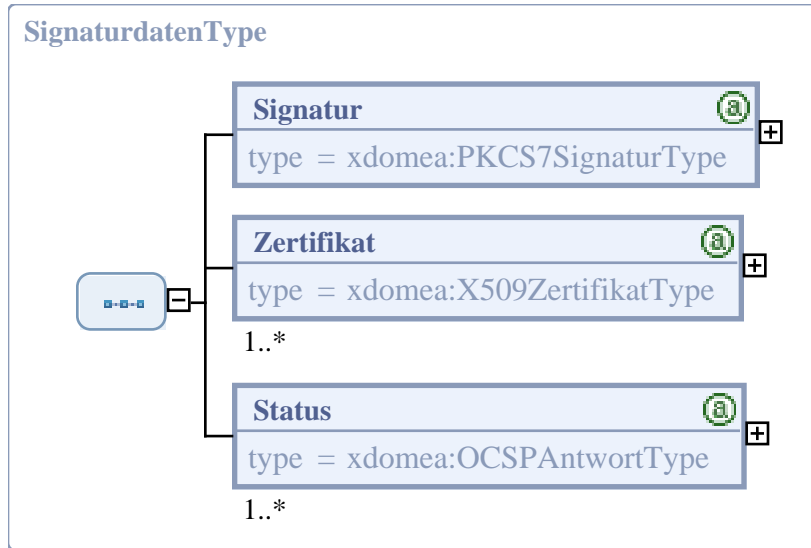 SignaturdatenType
Signatur
type = xdomea:PKCS7SignaturType
Zertifikat
type = xdomea:X509ZertifikatType
1..*
Status
type = xdomea:OCSPAntwortType
1..*